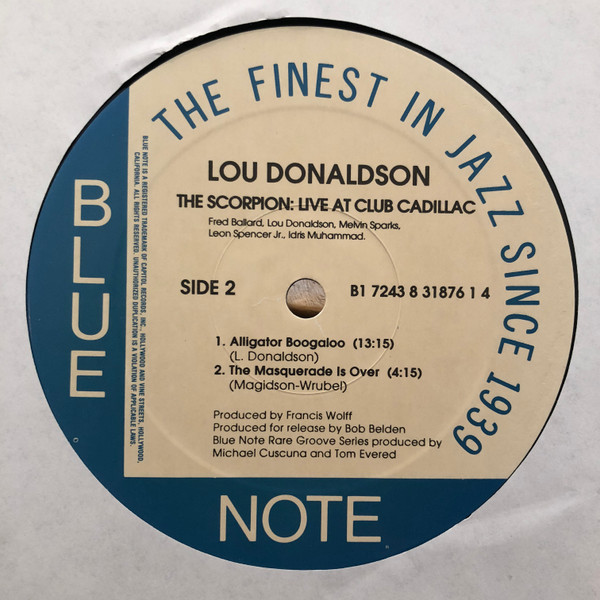 THE FINEST IN JAZZ SINCE 1939
BLUE
BLUE NOTE IS A REGISTERED TRADEMARK OF CAPITOL RECORDS, INC., HOLLYWOOD AND VINE STREETS, HOLLYWOOD,
CALIFORNIA. ALL RIGHTS RESERVED. UNAUTHORIZED DUPLICATION IS A VIOLATION OF APPLICABLE LAWS.
LOU DONALDSON
THE SCORPION: LIVE AT CLUB CADILLAC
Fred Ballard, Lou Donaldson, Melvin Sparks,
Leon Spencer Jr., Idris Muhammad.
SIDE 2 B1 7243 8 31876 1 4
1. Alligator Boogaloo (13:15)
(L. Donaldson)
2. The Masquerade Is Over (4:15)
(Magidson-Wrubel)
Produced by Francis Wolff
Produced for release by Bob Belden
Blue Note Rare Groove Series produced by
Michael Cuscuna and Tom Evered
NOTE